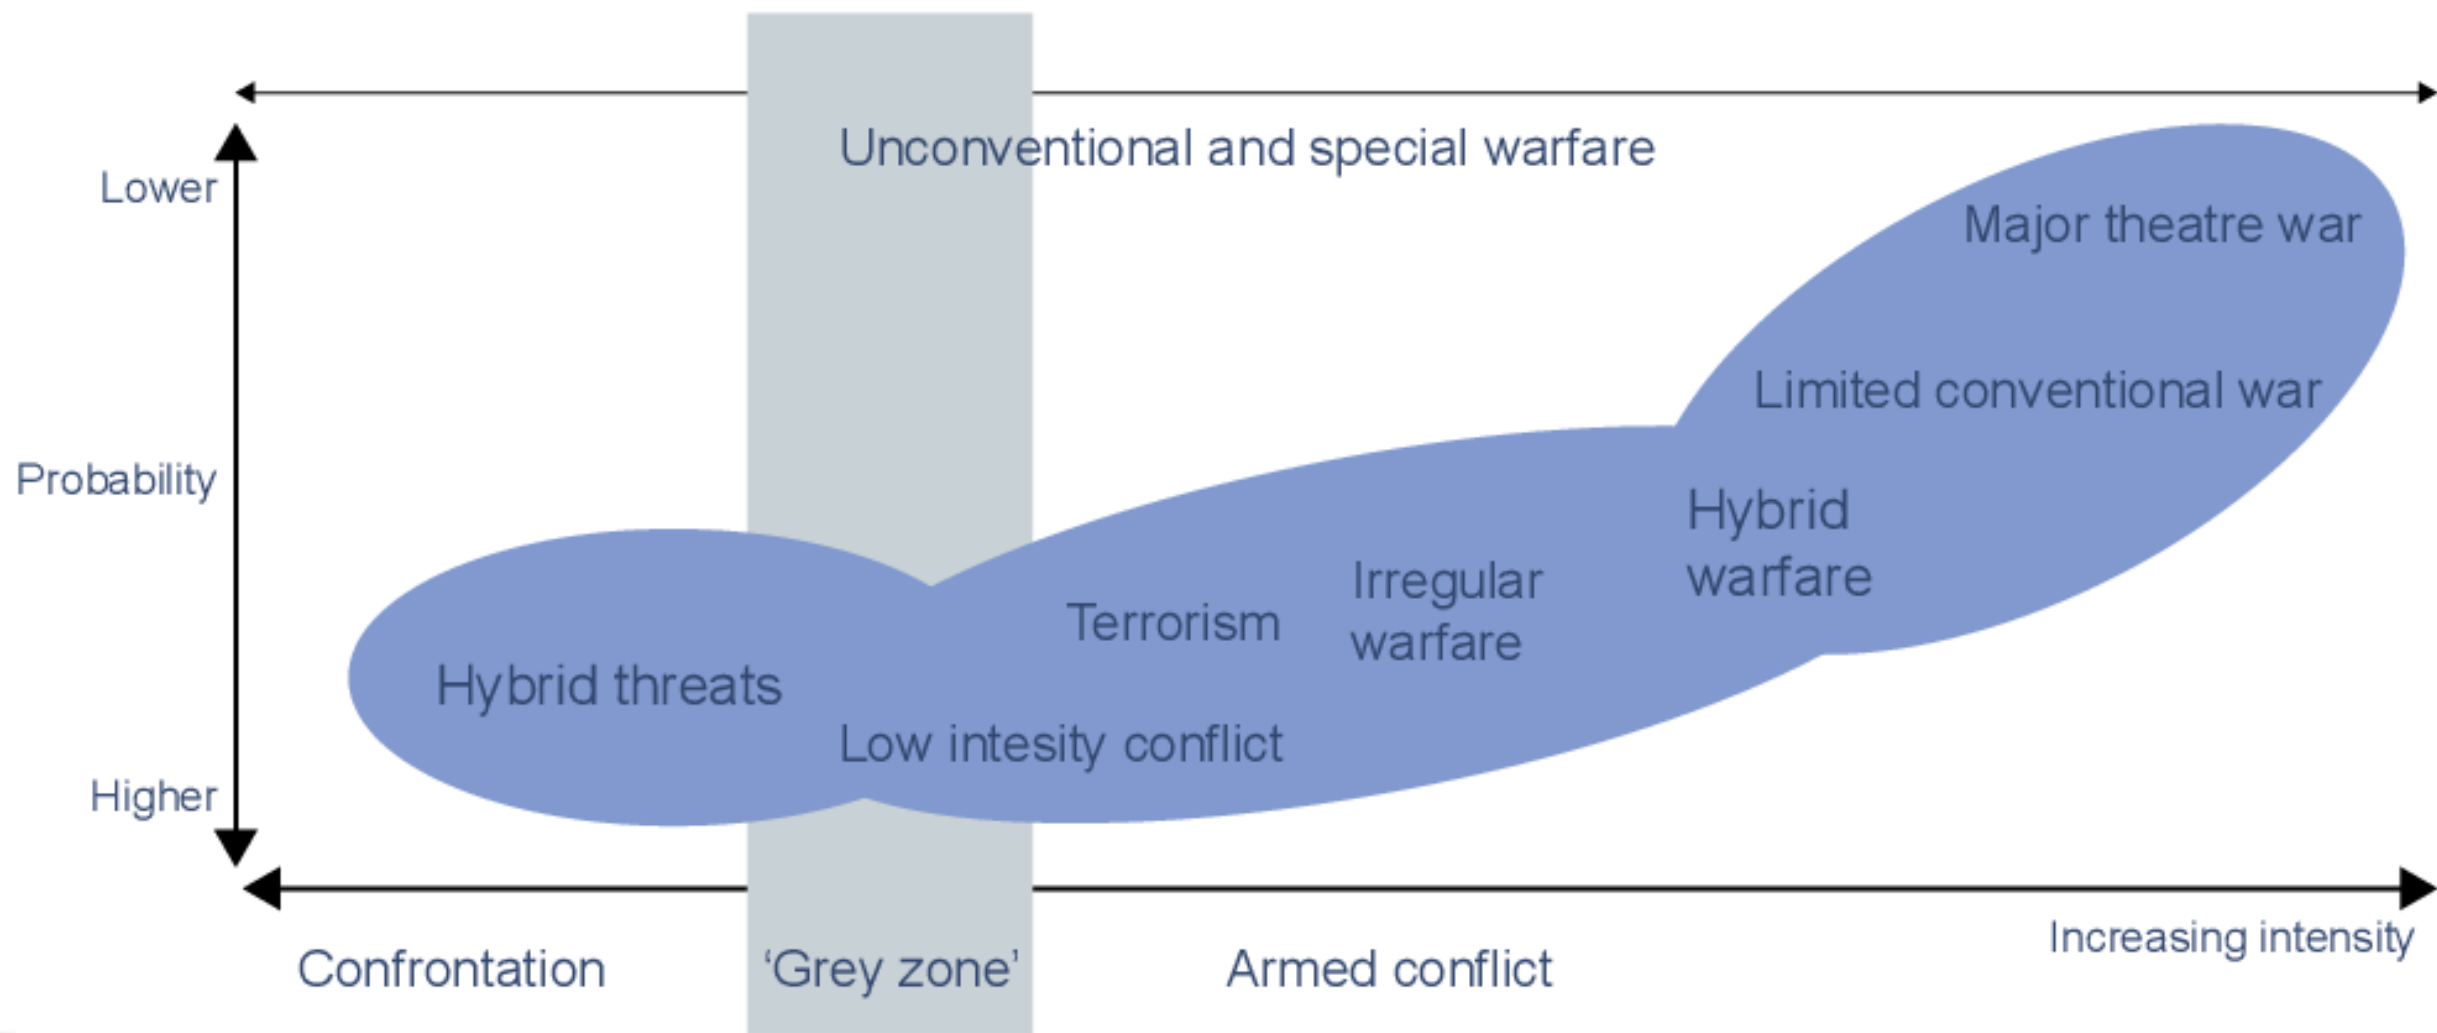 Unconventional and special warfare
Lower
Major theatre war
Limited conventional war
Probability
Hybrid
warfare
Irregular
warfare
Terrorism
Hybrid threats
Low intesity conflict
Higher
Increasing intensity
Confrontation
‘Grey zone’
Armed conflict